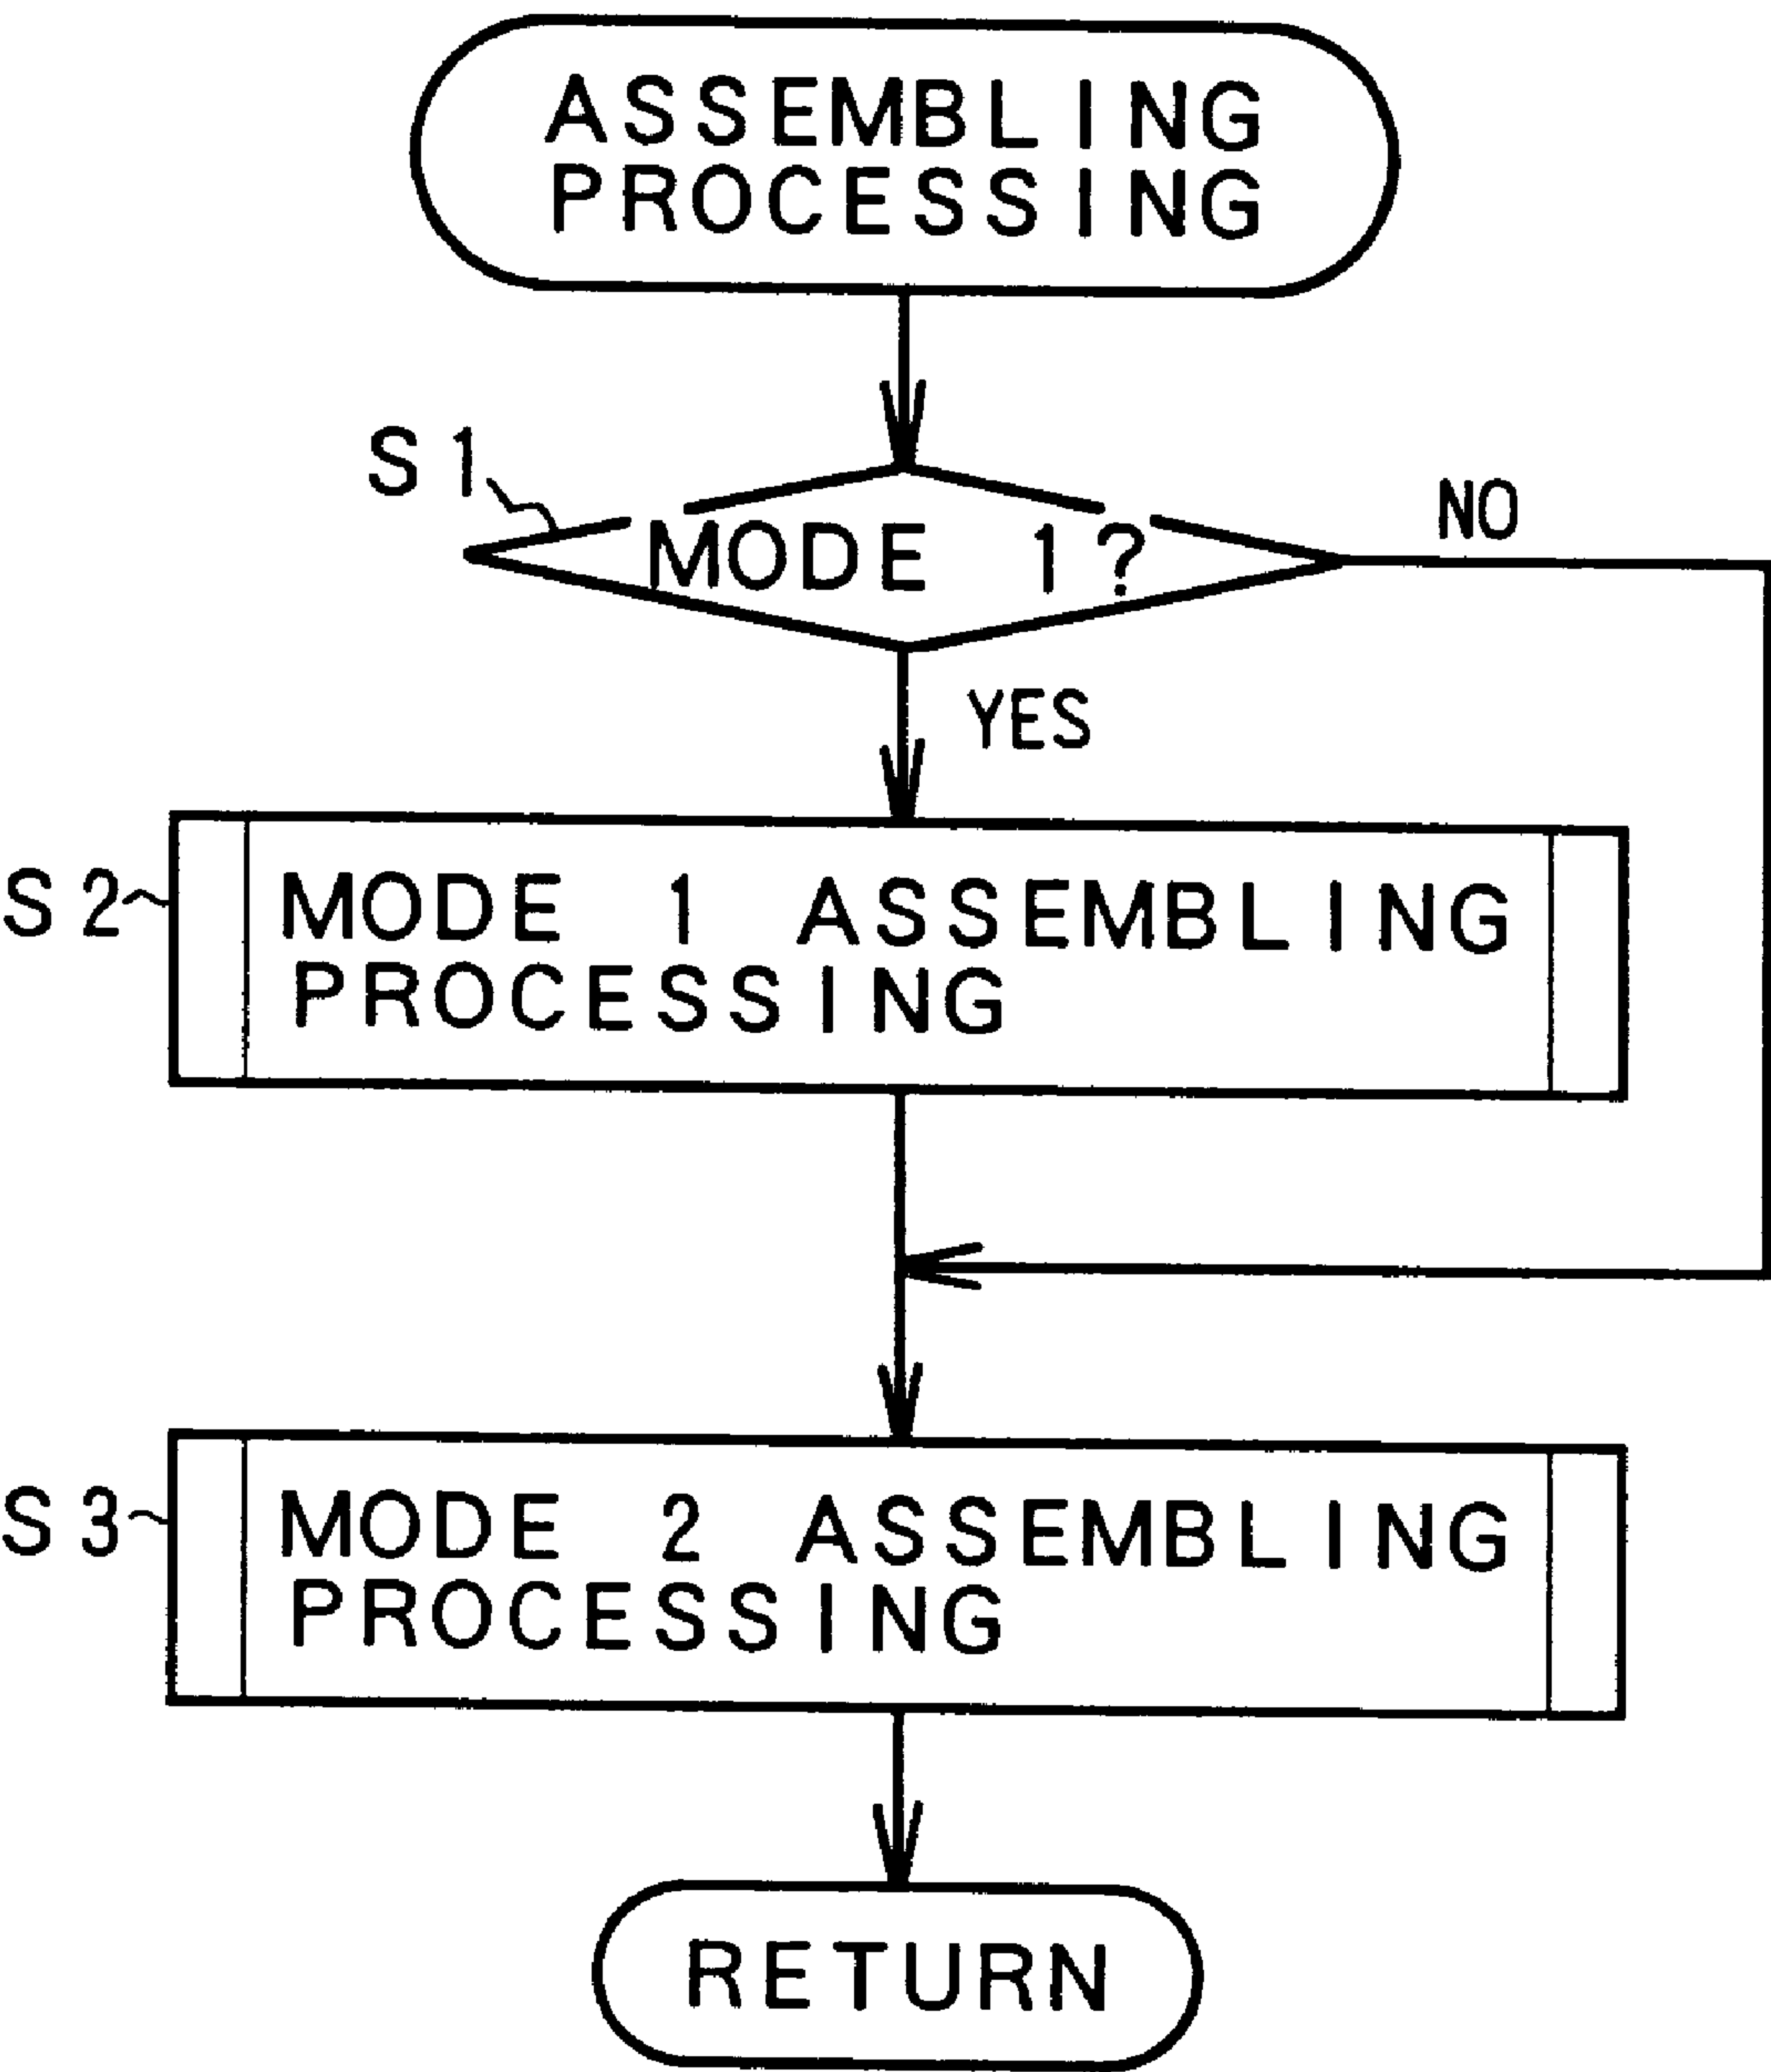 ASSEMBLING
PROCESSING
S1
MODE 1?
NO
YES
S2
MODE 1 ASSEMBLING
PROCESSING
S3
MODE 2 ASSEMBLING
PROCESSING
RETURN